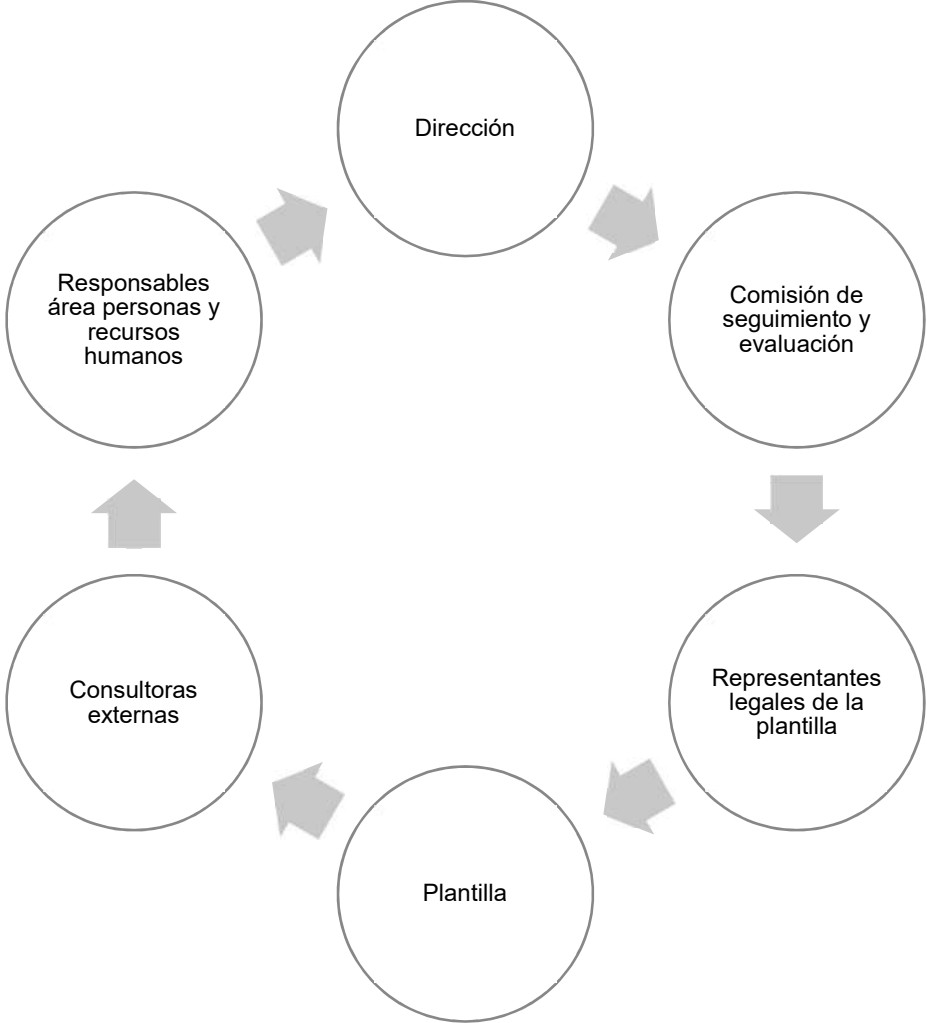 Dirección
Comisión de
seguimiento y
evaluación
Representantes
legales de la
plantilla
Plantilla
Consultoras
externas
Responsables
área personas y
recursos
humanos